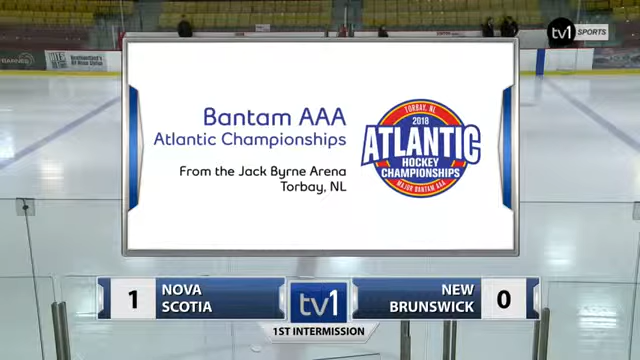 tv1 SPORTS
Bantam AAA
Atlantic Championships
From the Jack Byrne Arena
Torbay, NL
TORBAY, NL
2018
ATLANTIC
HOCKEY
CHAMPIONSHIPS
MAJOR BANTAM AAA
1 NOVA SCOTIA
tv1
NEW BRUNSWICK 0
1ST INTERMISSION